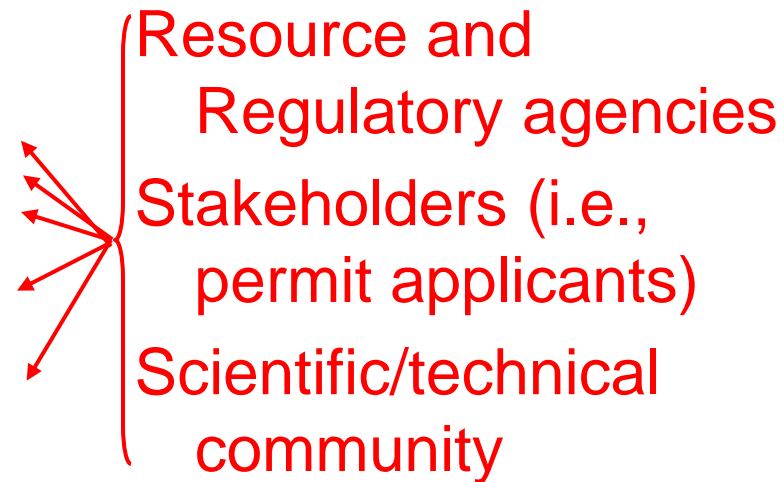 Resource and
Regulatory agencies
Stakeholders (i.e.,
permit applicants)
Scientific/technical
community